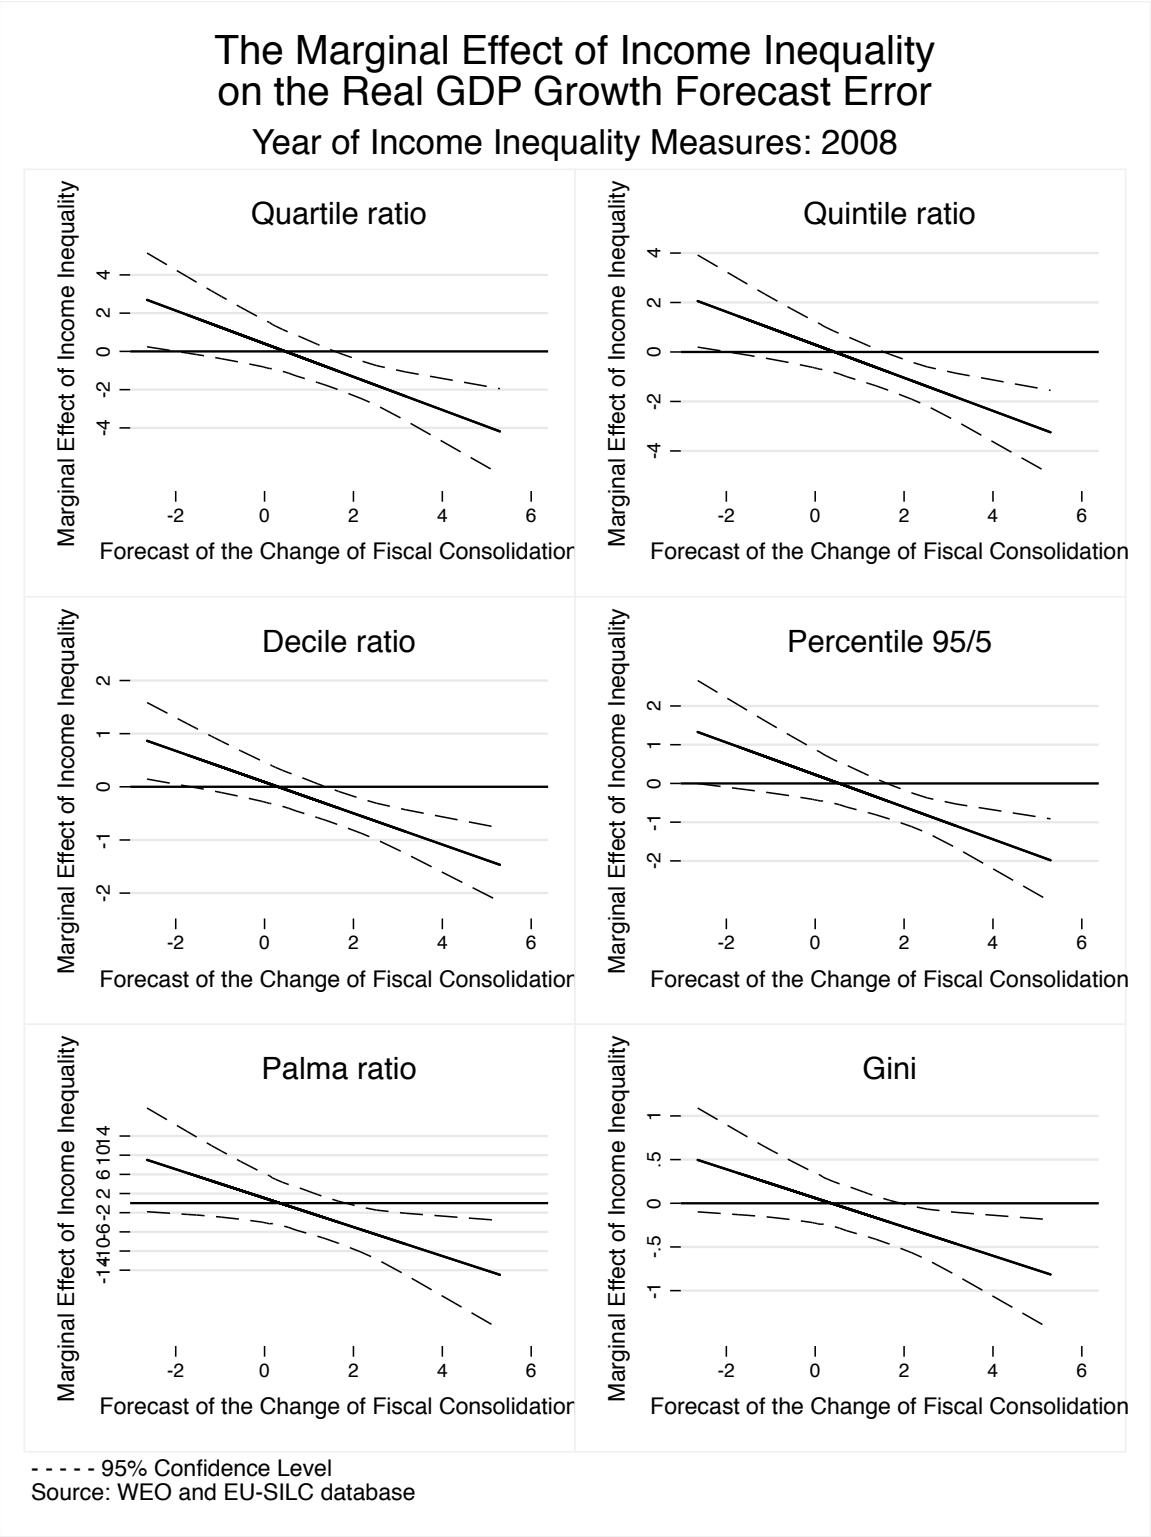 The Marginal Effect of Income Inequality
on the Real GDP Growth Forecast Error
Year of Income Inequality Measures: 2008
Quartile ratio
Marginal Effect of Income Inequality
4
2
0
-2
-4
-2 0 2 4 6
Forecast of the Change of Fiscal Consolidation
Quintile ratio
Marginal Effect of Income Inequality
4
2
0
-2
-4
-2 0 2 4 6
Forecast of the Change of Fiscal Consolidation
Decile ratio
Marginal Effect of Income Inequality
2
1
0
-1
-2
-2 0 2 4 6
Forecast of the Change of Fiscal Consolidation
Percentile 95/5
Marginal Effect of Income Inequality
2
1
0
-1
-2
-2 0 2 4 6
Forecast of the Change of Fiscal Consolidation
Palma ratio
Marginal Effect of Income Inequality
14
10
6
2
-2
-6
-10
-14
-2 0 2 4 6
Forecast of the Change of Fiscal Consolidation
Gini
Marginal Effect of Income Inequality
1
.5
0
-.5
-1
-2 0 2 4 6
Forecast of the Change of Fiscal Consolidation
- - - - - 95% Confidence Level
Source: WEO and EU-SILC database